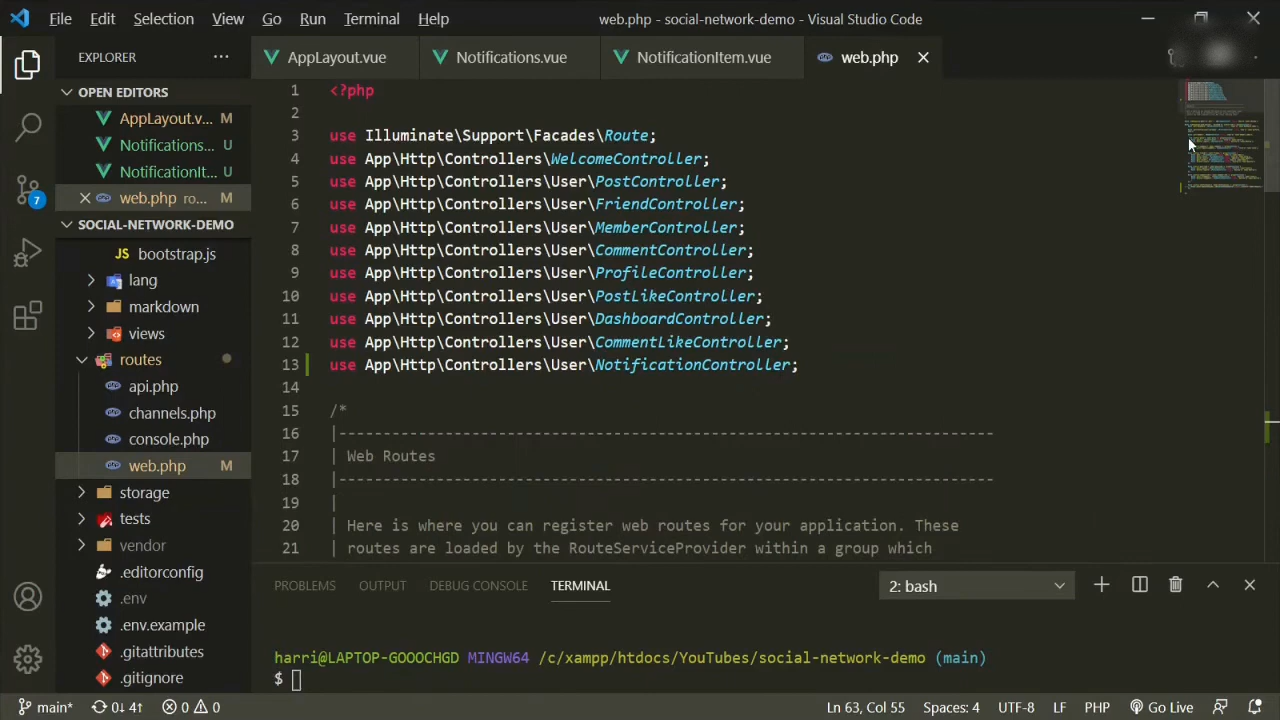 File Edit Selection View Go Run Terminal Help web.php - social-network-demo - Visual Studio Code
EXPLORER ... AppLayout.vue Notifications.vue NotificationItem.vue web.php
OPEN EDITORS
AppLayout.v... M
Notifications... U
NotificationIt... U
web.php ro... M
SOCIAL-NETWORK-DEMO
JS bootstrap.js
lang
markdown
views
routes
api.php
channels.php
console.php
web.php M
storage
tests
vendor
.editorconfig
.env
.env.example
.gitattributes
.gitignore
7
1 <?php
2
3 use Illuminate\Support\Facades\Route;
4 use App\Http\Controllers\WelcomeController;
5 use App\Http\Controllers\User\PostController;
6 use App\Http\Controllers\User\FriendController;
7 use App\Http\Controllers\User\MemberController;
8 use App\Http\Controllers\User\CommentController;
9 use App\Http\Controllers\User\ProfileController;
10 use App\Http\Controllers\User\PostLikeController;
11 use App\Http\Controllers\User\DashboardController;
12 use App\Http\Controllers\User\CommentLikeController;
13 use App\Http\Controllers\User\NotificationController;
14
15 /*
16 |--------------------------------------------------------------------------
17 | Web Routes
18 |--------------------------------------------------------------------------
19 |
20 | Here is where you can register web routes for your application. These
21 | routes are loaded by the RouteServiceProvider within a group which
PROBLEMS OUTPUT DEBUG CONSOLE TERMINAL 2: bash
harri@LAPTOP-GOOOCHGD MINGW64 /c/xampp/htdocs/YouTubes/social-network-demo (main)
$
main* 0↓ 4↑ 0 0 Ln 63, Col 55 Spaces: 4 UTF-8 LF PHP Go Live